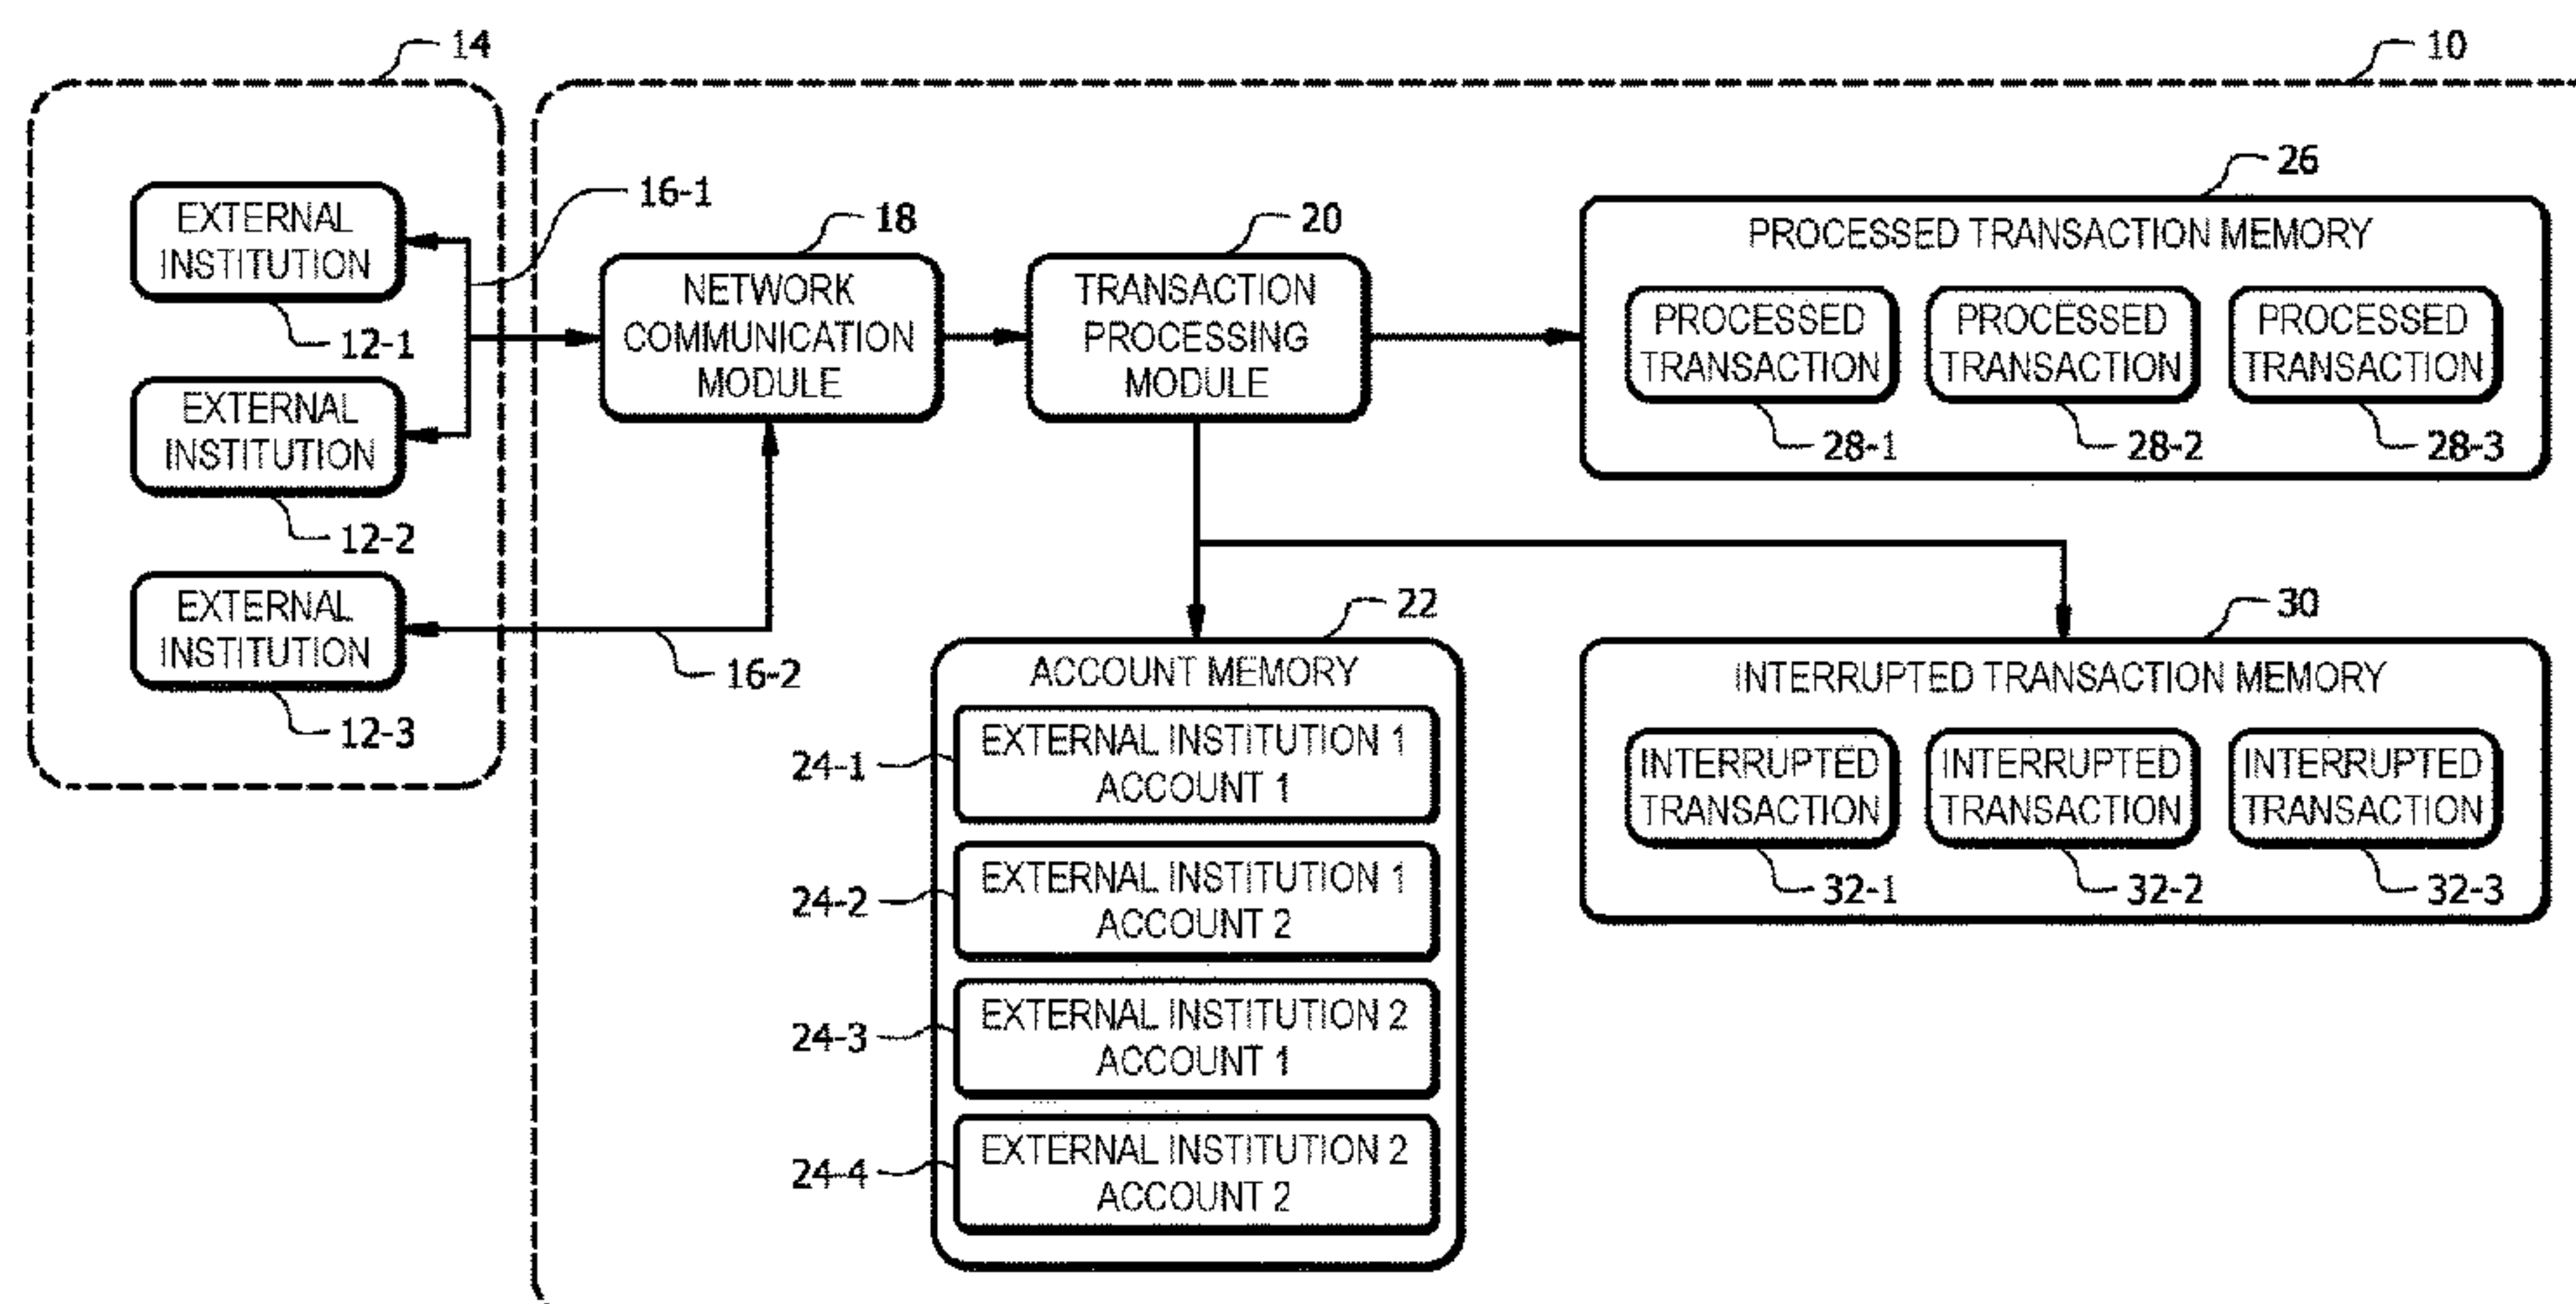 14
10
EXTERNAL
INSTITUTION
12-1
EXTERNAL
INSTITUTION
12-2
EXTERNAL
INSTITUTION
12-3
16-1
16-2
18
NETWORK
COMMUNICATION
MODULE
20
TRANSACTION
PROCESSING
MODULE
26
PROCESSED TRANSACTION MEMORY
PROCESSED
TRANSACTION
28-1
PROCESSED
TRANSACTION
28-2
PROCESSED
TRANSACTION
28-3
22
ACCOUNT MEMORY
24-1
EXTERNAL INSTITUTION 1
ACCOUNT 1
24-2
EXTERNAL INSTITUTION 1
ACCOUNT 2
24-3
EXTERNAL INSTITUTION 2
ACCOUNT 1
24-4
EXTERNAL INSTITUTION 2
ACCOUNT 2
30
INTERRUPTED TRANSACTION MEMORY
INTERRUPTED
TRANSACTION
32-1
INTERRUPTED
TRANSACTION
32-2
INTERRUPTED
TRANSACTION
32-3